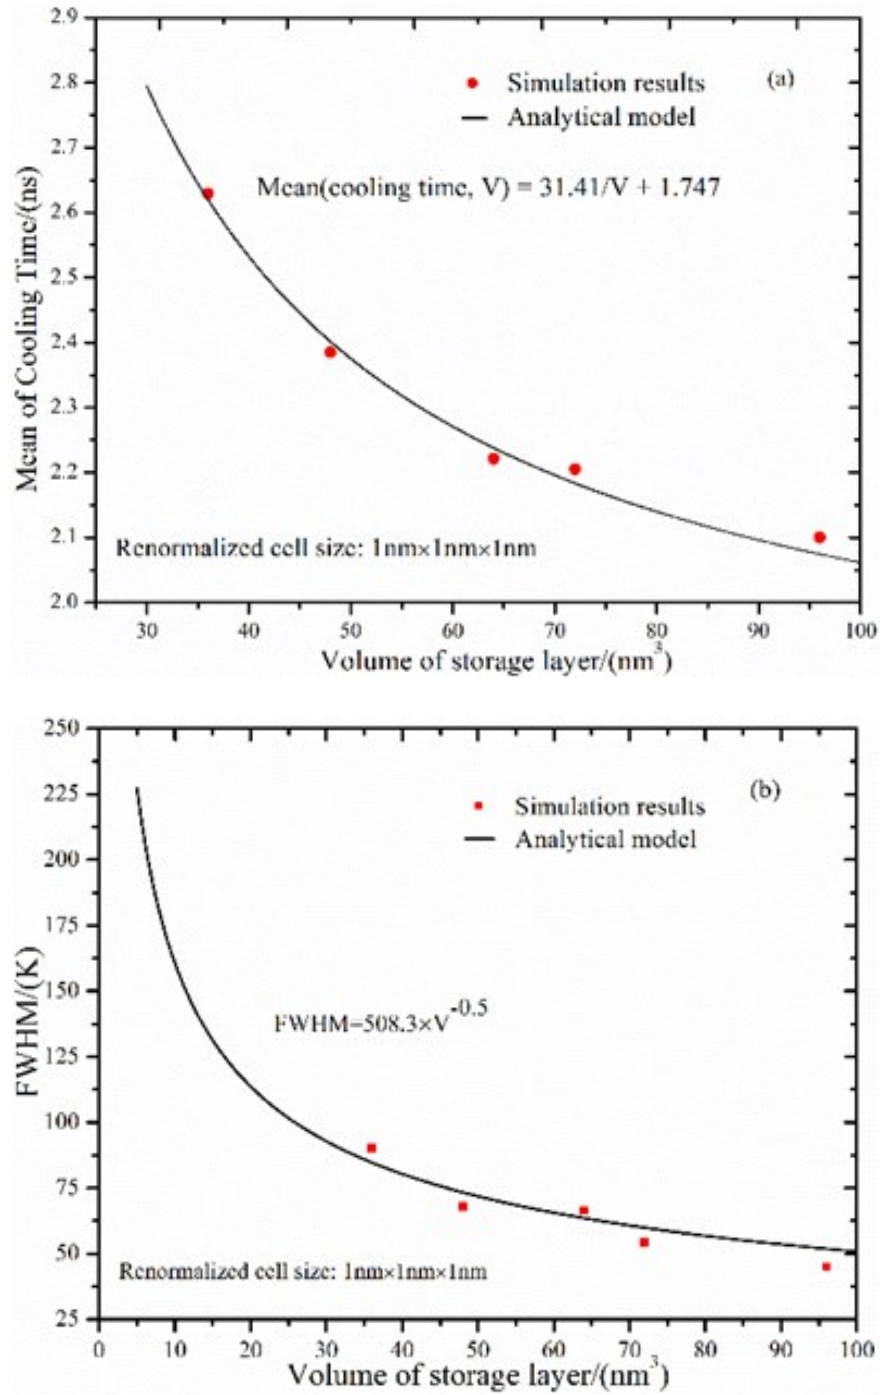 2.9
2.8
2.7
2.6
2.5
2.4
2.3
2.2
2.1
2.0
Mean of Cooling Time/(ns)
Simulation results
(a)
Analytical model
Mean(cooling time, V) = 31.41/V + 1.747
Renormalized cell size: 1nm×1nm×1nm
30 40 50 60 70 80 90 100
Volume of storage layer/(nm³)
250
225
200
175
150
125
100
75
50
25
FWHM/(K)
Simulation results
(b)
Analytical model
FWHM=508.3×V^-0.5
Renormalized cell size: 1nm×1nm×1nm
0 10 20 30 40 50 60 70 80 90 100
Volume of storage layer/(nm³)